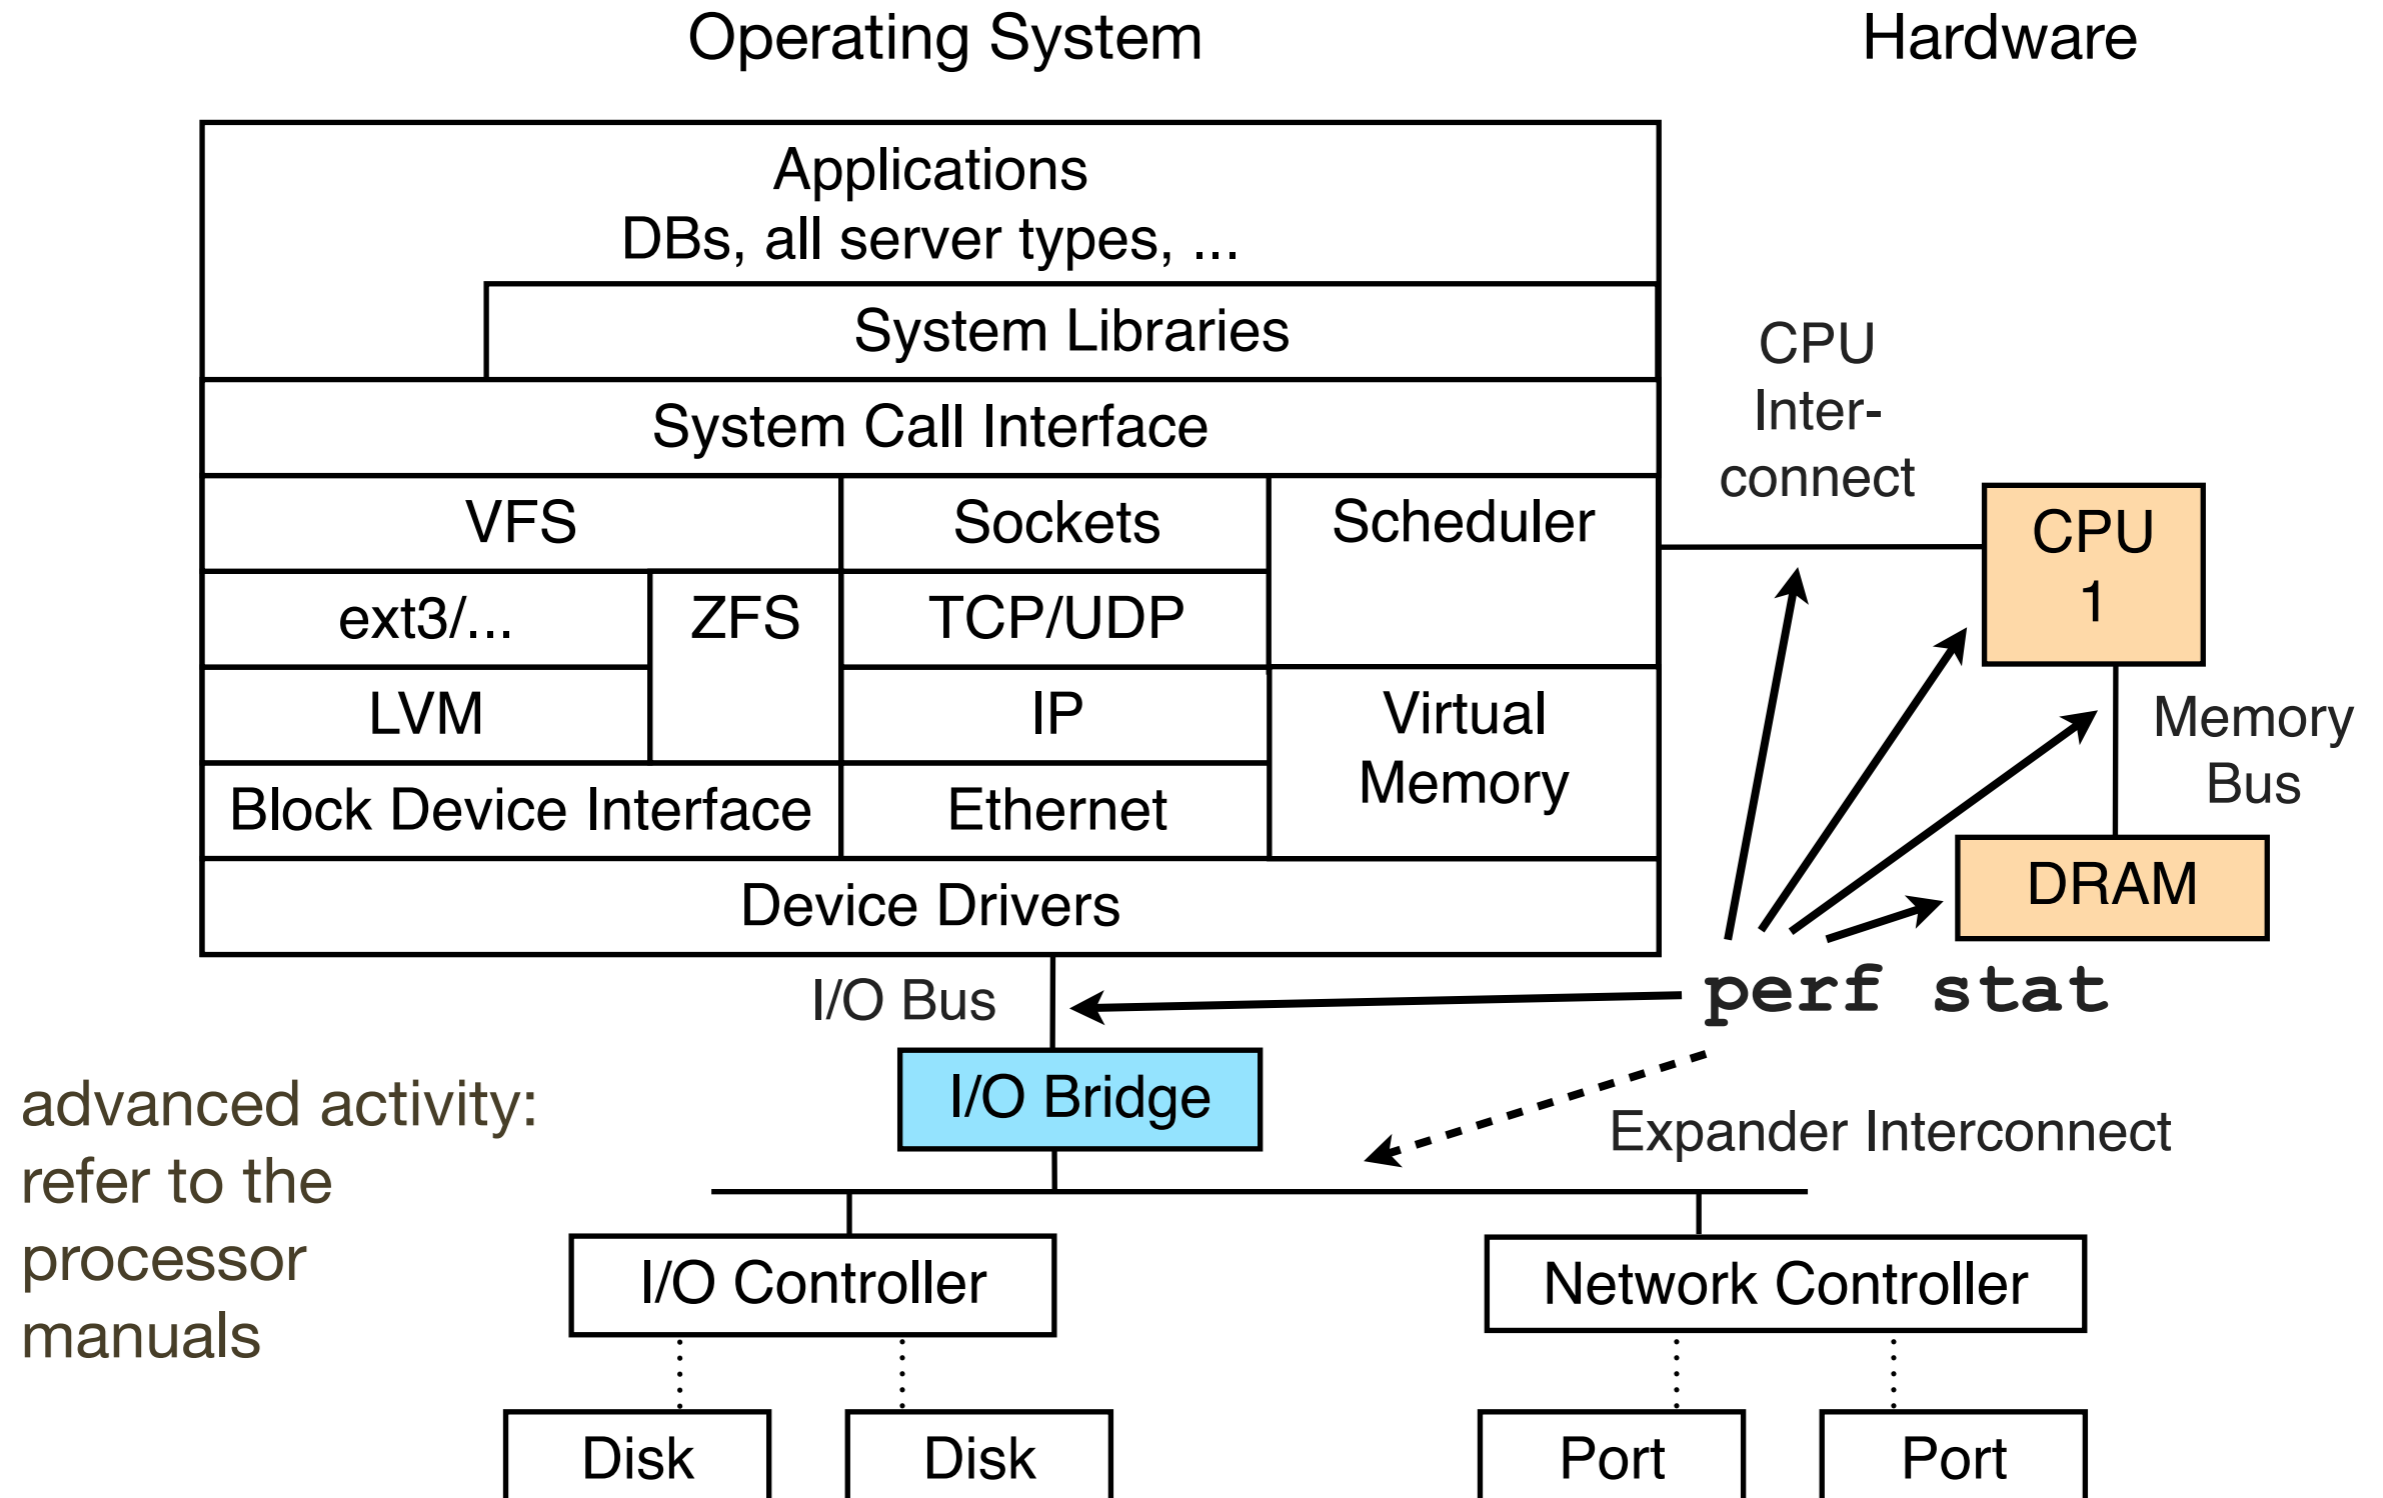 Operating System
Hardware
Applications
DBs, all server types, ...
System Libraries
System Call Interface
CPU
Inter-
connect
VFS
Sockets
Scheduler
CPU
1
ext3/...
ZFS
TCP/UDP
LVM
IP
Virtual
Memory
Memory
Bus
Block Device Interface
Ethernet
DRAM
Device Drivers
I/O Bus
perf stat
I/O Bridge
Expander Interconnect
advanced activity:
refer to the
processor
manuals
I/O Controller
Network Controller
Disk
Disk
Port
Port